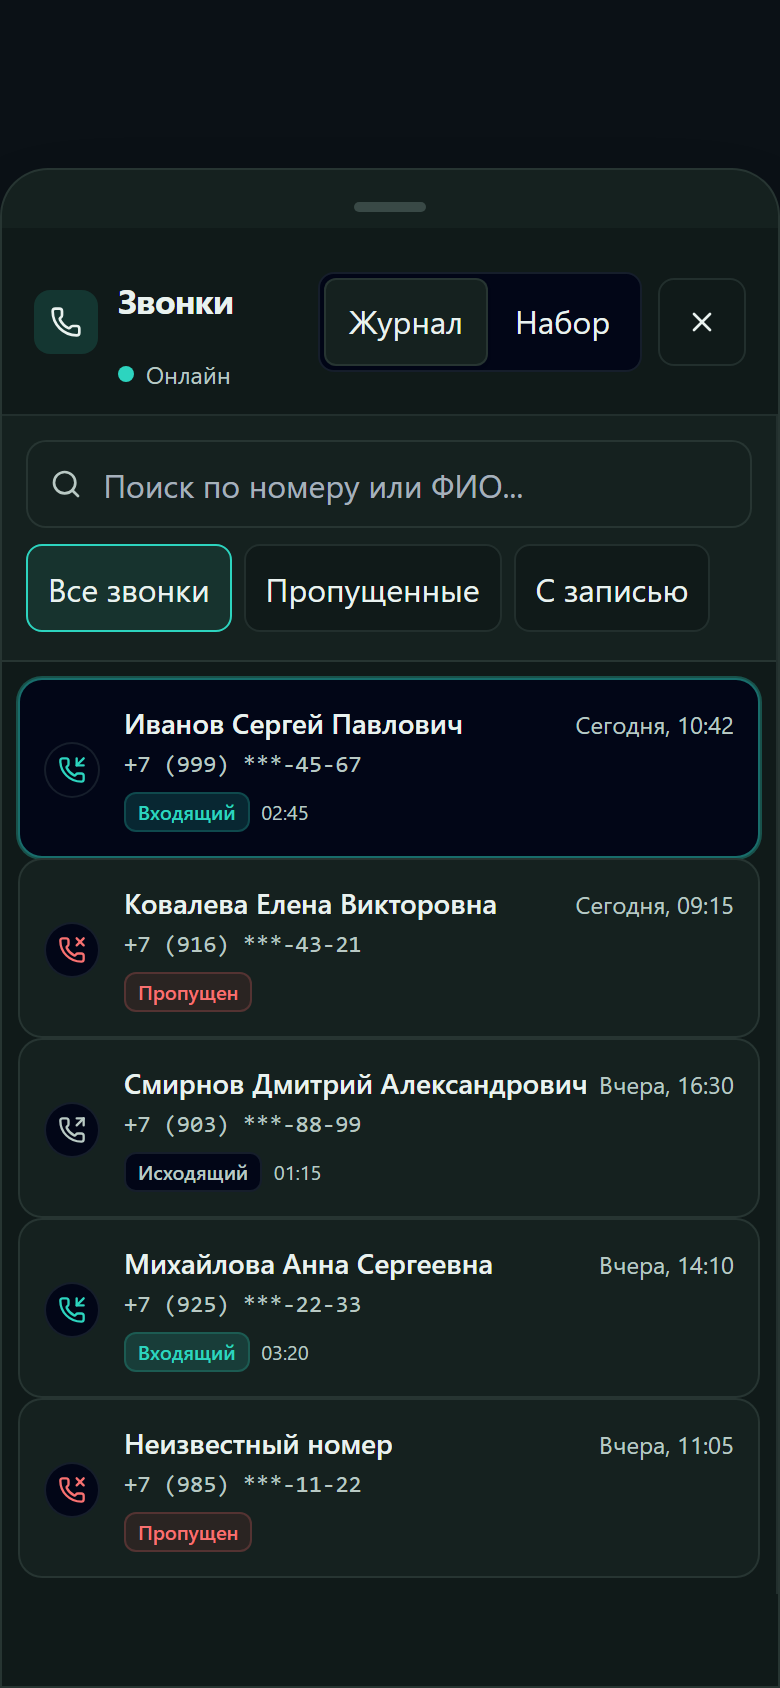 Звонки
Онлайн
Журнал
Набор
Поиск по номеру или ФИО...
Все звонки
Пропущенные
С записью
Иванов Сергей Павлович
Сегодня, 10:42
+7 (999) ***-45-67
Входящий 02:45
Ковалева Елена Викторовна
Сегодня, 09:15
+7 (916) ***-43-21
Пропущен
Смирнов Дмитрий Александрович
Вчера, 16:30
+7 (903) ***-88-99
Исходящий 01:15
Михайлова Анна Сергеевна
Вчера, 14:10
+7 (925) ***-22-33
Входящий 03:20
Неизвестный номер
Вчера, 11:05
+7 (985) ***-11-22
Пропущен